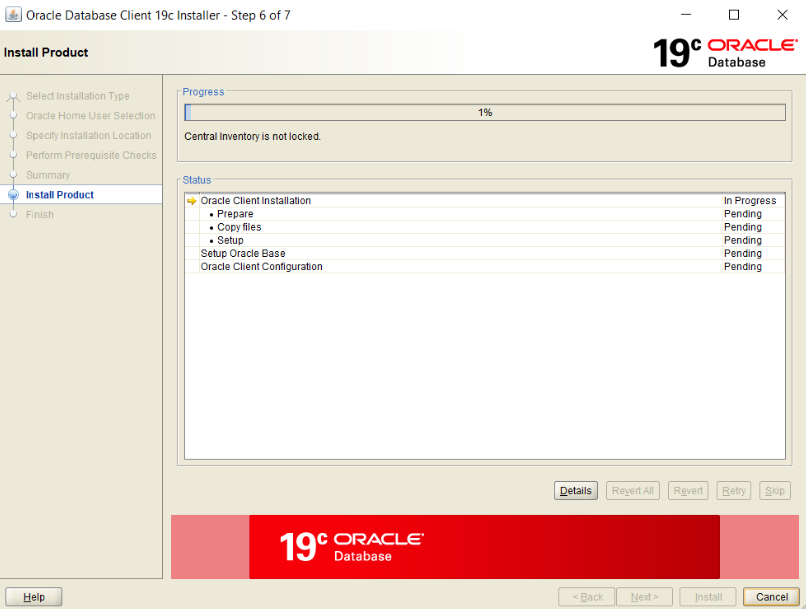 Oracle Database Client 19c Installer - Step 6 of 7
Install Product
19c ORACLE
Database
Select Installation Type
Oracle Home User Selection
Specify Installation Location
Perform Prerequisite Checks
Summary
Install Product
Finish
Progress
1%
Central Inventory is not locked.
Status
Oracle Client Installation In Progress
• Prepare Pending
• Copy files Pending
• Setup Pending
Setup Oracle Base Pending
Oracle Client Configuration Pending
Details Revert All Revert Retry Skip
19c ORACLE
Database
Help < Back Next > Install Cancel